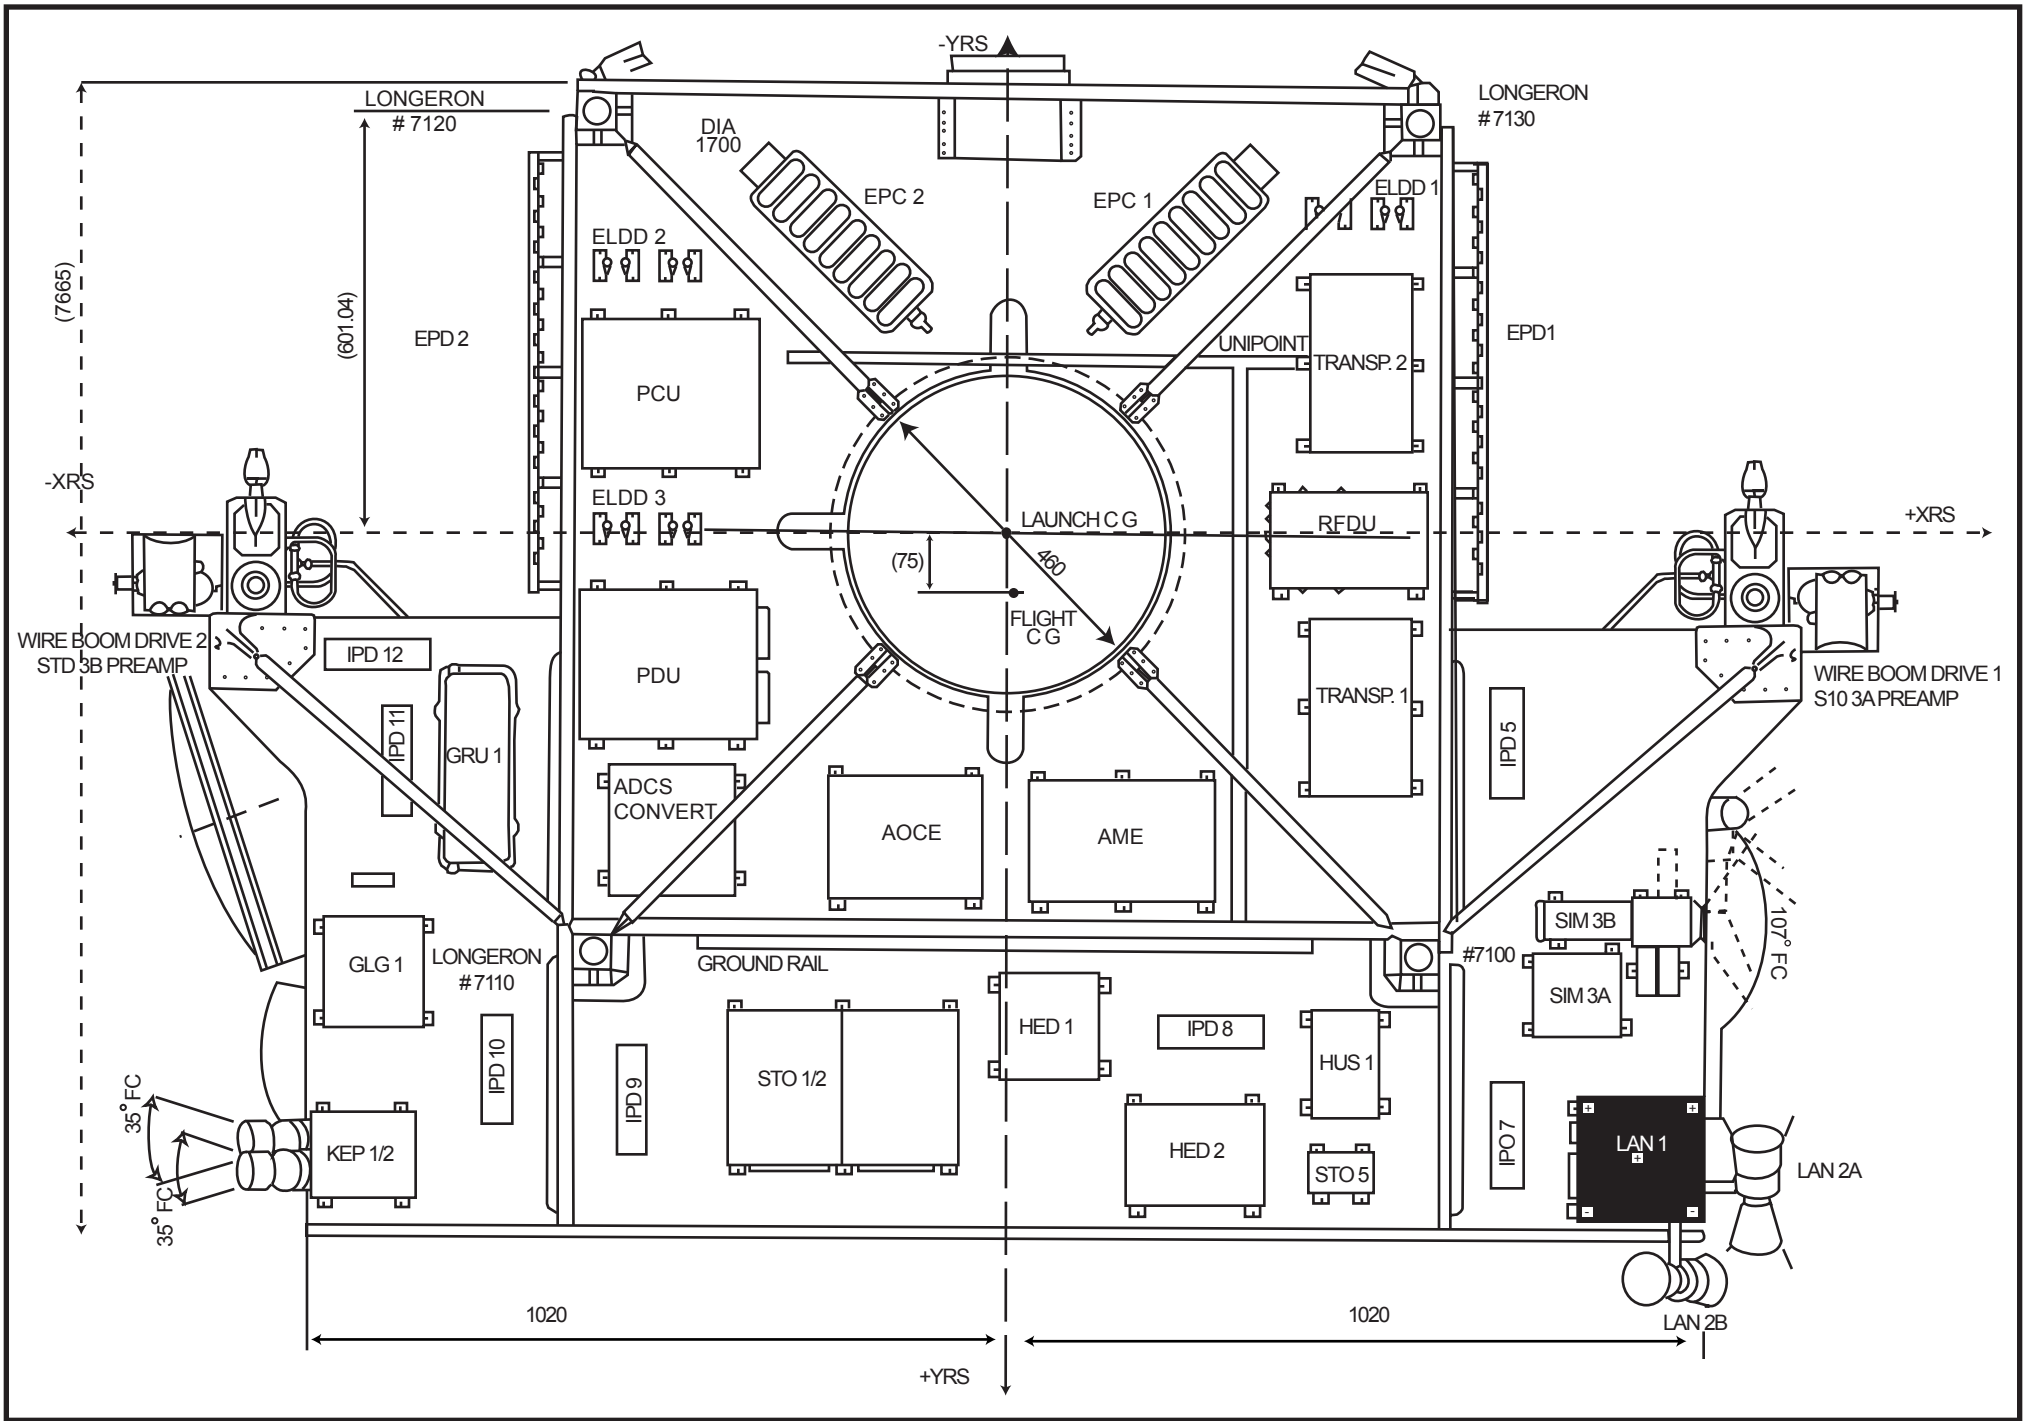 -YRS
LONGERON
# 7120
LONGERON
# 7130
DIA
1700
EPC 2
EPC 1
ELDD 1
ELDD 2
(7665)
(601.04)
EPD 2
UNIPOINT
TRANSP. 2
EPD1
PCU
-XRS
ELDD 3
LAUNCH C G
RFDU
+XRS
(75)
460
FLIGHT
C G
WIRE BOOM DRIVE 2
STD 3B PREAMP
IPD 12
PDU
TRANSP. 1
WIRE BOOM DRIVE 1
S10 3A PREAMP
IPD 11
GRU 1
IPD 5
ADCS
CONVERT
AOCE
AME
SIM 3B
107° FC
GLG 1
LONGERON
# 7110
GROUND RAIL
#7100
SIM 3A
HED 1
IPD 8
IPD 10
IPD 9
STO 1/2
HUS 1
35° FC
KEP 1/2
HED 2
IPO 7
LAN 1
STO 5
LAN 2A
35° FC
1020
1020
LAN 2B
+YRS